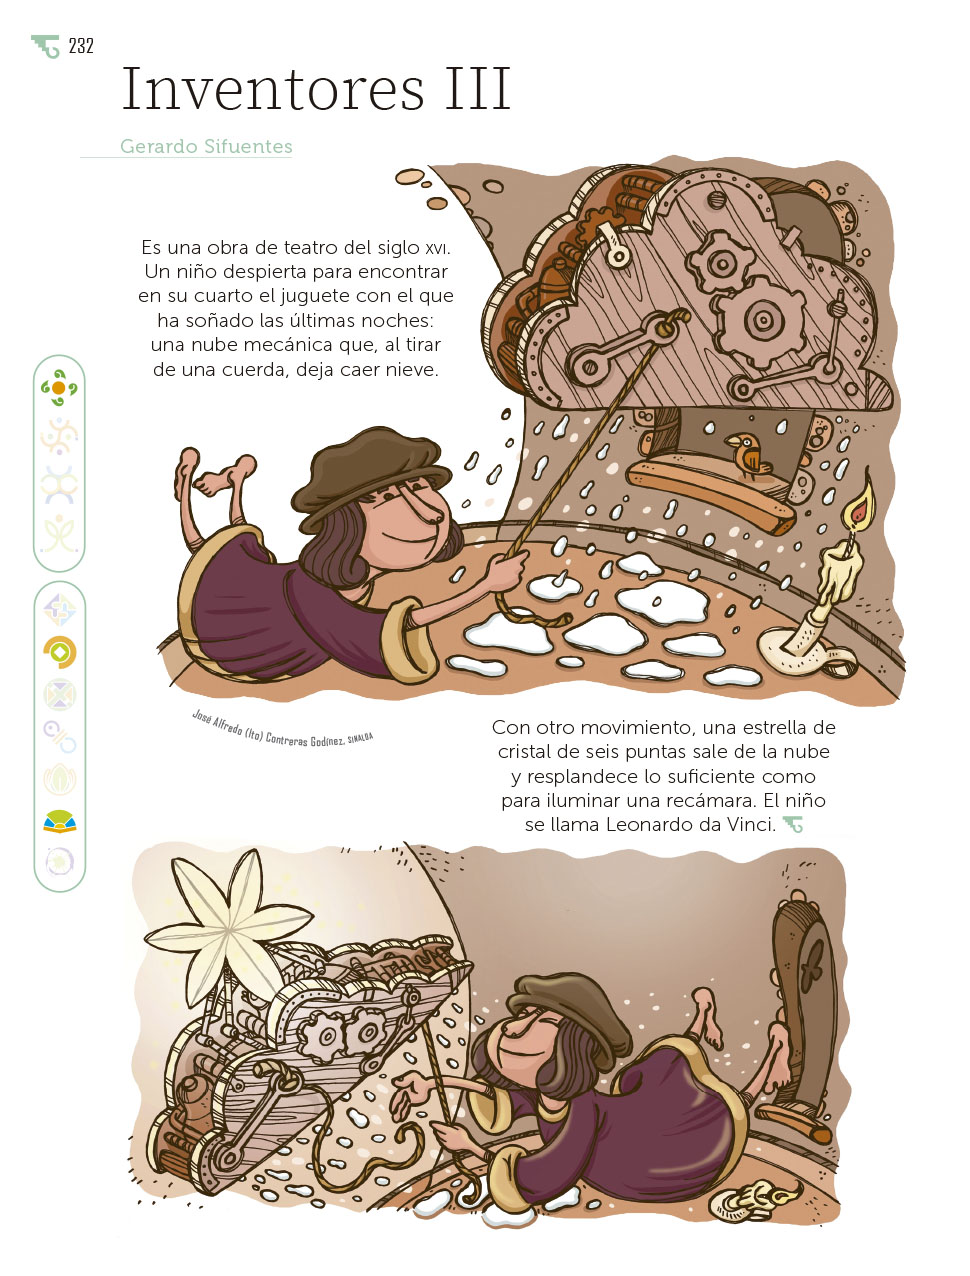 232
Inventores III
Gerardo Sifuentes
Es una obra de teatro del siglo XVI.
Un niño despierta para encontrar
en su cuarto el juguete con el que
ha soñado las últimas noches:
una nube mecánica que, al tirar
de una cuerda, deja caer nieve.
José Alfredo (Ito) Contreras Godínez, SINALOA
Con otro movimiento, una estrella de
cristal de seis puntas sale de la nube
y resplandece lo suficiente como
para iluminar una recámara. El niño
se llama Leonardo da Vinci.